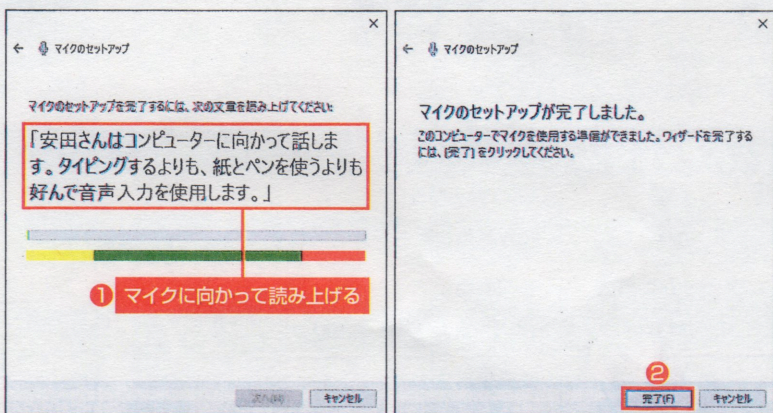 マイクのセットアップ
マイクのセットアップを完了するには、次の文章を読み上げてください:
「安田さんはコンピューターに向かって話しま
す。タイピングするよりも、紙とペンを使うよりも
好んで音声入力を使用します。」
❶ マイクに向かって読み上げる
次へ(N) キャンセル
マイクのセットアップ
マイクのセットアップが完了しました。
このコンピューターでマイクを使用する準備ができました。ウィザードを完了する
には、[完了] をクリックしてください。
❷
完了(F) キャンセル